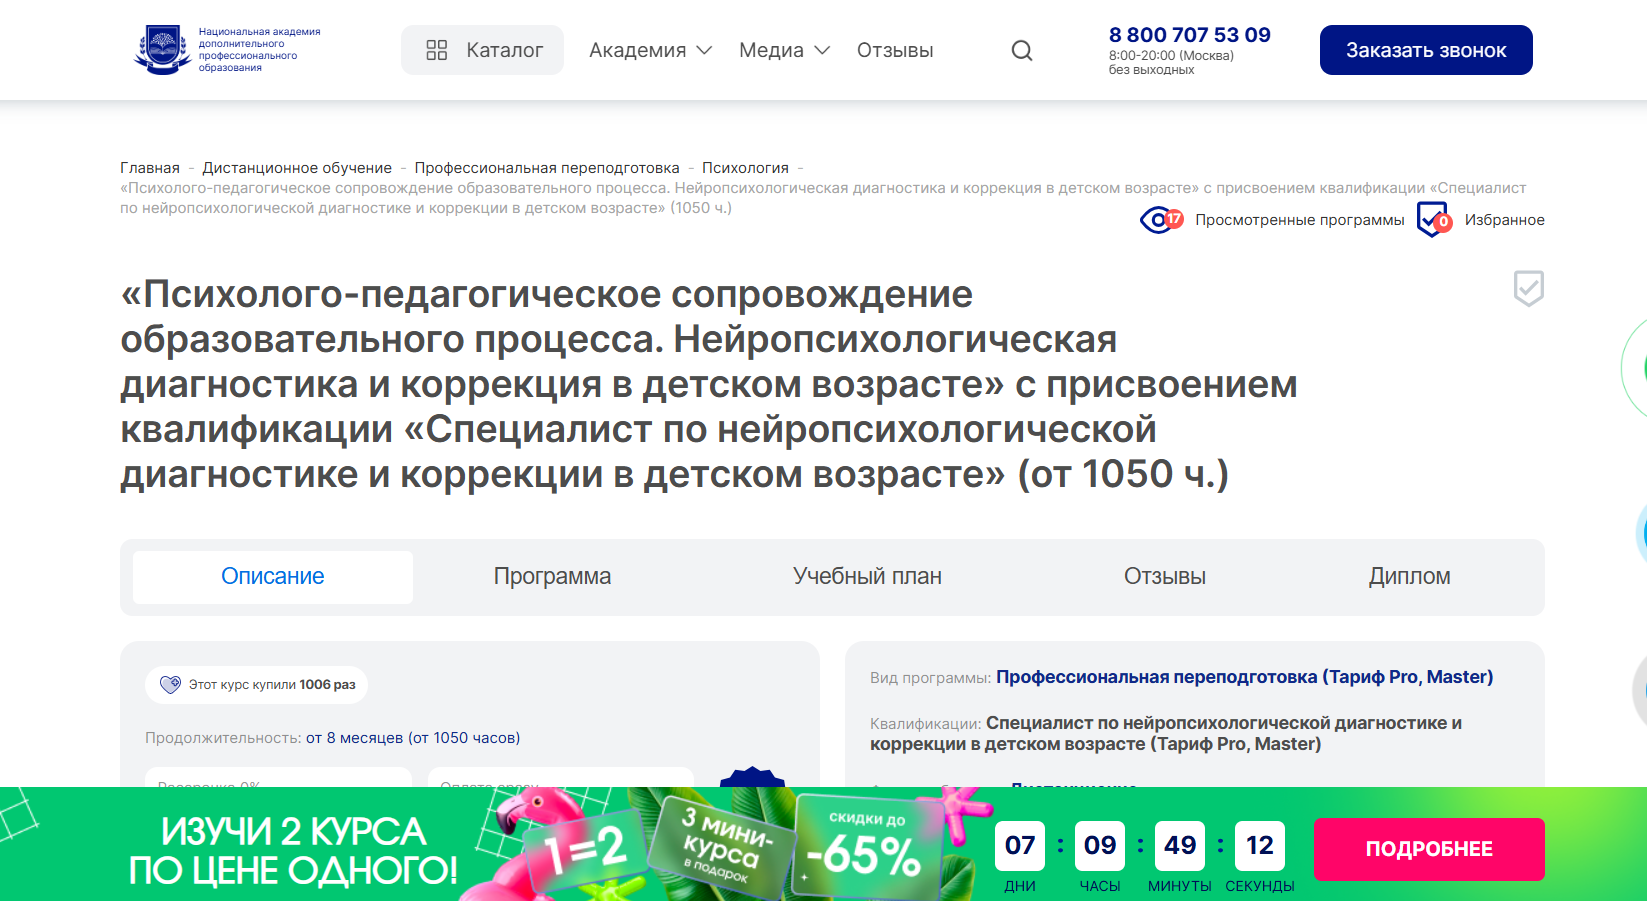 Национальная академия
дополнительного
профессионального
образования
Каталог
Академия
Медиа
Отзывы
8 800 707 53 09
8:00-20:00 (Москва)
без выходных
Заказать звонок
Главная - Дистанционное обучение - Профессиональная переподготовка - Психология -
«Психолого-педагогическое сопровождение образовательного процесса. Нейропсихологическая диагностика и коррекция в детском возрасте» с присвоением квалификации «Специалист
по нейропсихологической диагностике и коррекции в детском возрасте» (1050 ч.)
17 Просмотренные программы 0 Избранное
«Психолого-педагогическое сопровождение
образовательного процесса. Нейропсихологическая
диагностика и коррекция в детском возрасте» с присвоением
квалификации «Специалист по нейропсихологической
диагностике и коррекции в детском возрасте» (от 1050 ч.)
Описание
Программа
Учебный план
Отзывы
Диплом
Этот курс купили 1006 раз
Продолжительность: от 8 месяцев (от 1050 часов)
Рассрочка 0%
Оплата сразу
Вид программы: Профессиональная переподготовка (Тариф Pro, Master)
Квалификации: Специалист по нейропсихологической диагностике и
коррекции в детском возрасте (Тариф Pro, Master)
ИЗУЧИ 2 КУРСА
ПО ЦЕНЕ ОДНОГО!
1=2
3 мини-
курса
в подарок
скидки до
-65%
07 : 09 : 49 : 12
ДНИ ЧАСЫ МИНУТЫ СЕКУНДЫ
ПОДРОБНЕЕ